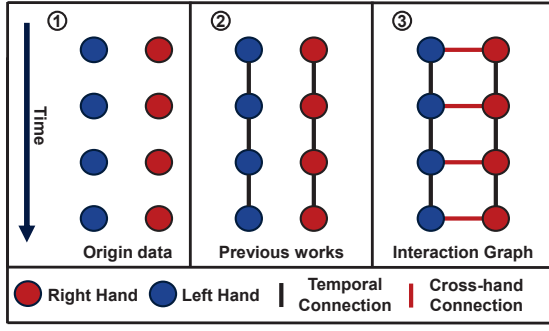 ① ② ③
Time
Origin data Previous works Interaction Graph
Right Hand Left Hand Temporal Connection Cross-hand Connection